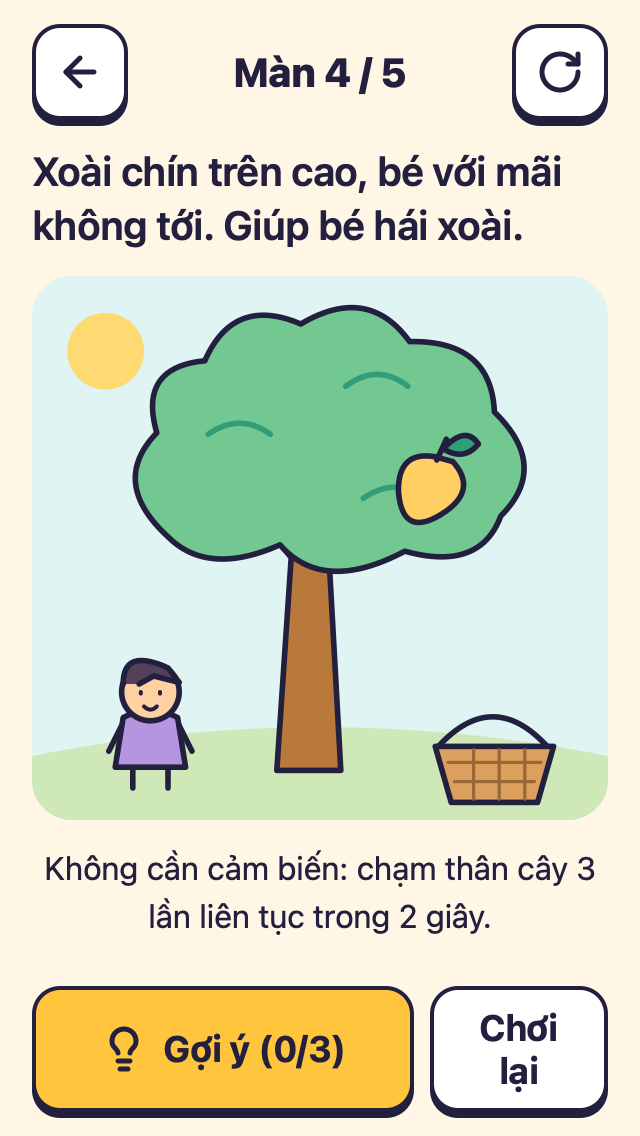 Màn 4 / 5
Xoài chín trên cao, bé với mãi
không tới. Giúp bé hái xoài.
Không cần cảm biến: chạm thân cây 3
lần liên tục trong 2 giây.
Gợi ý (0/3)
Chơi
lại